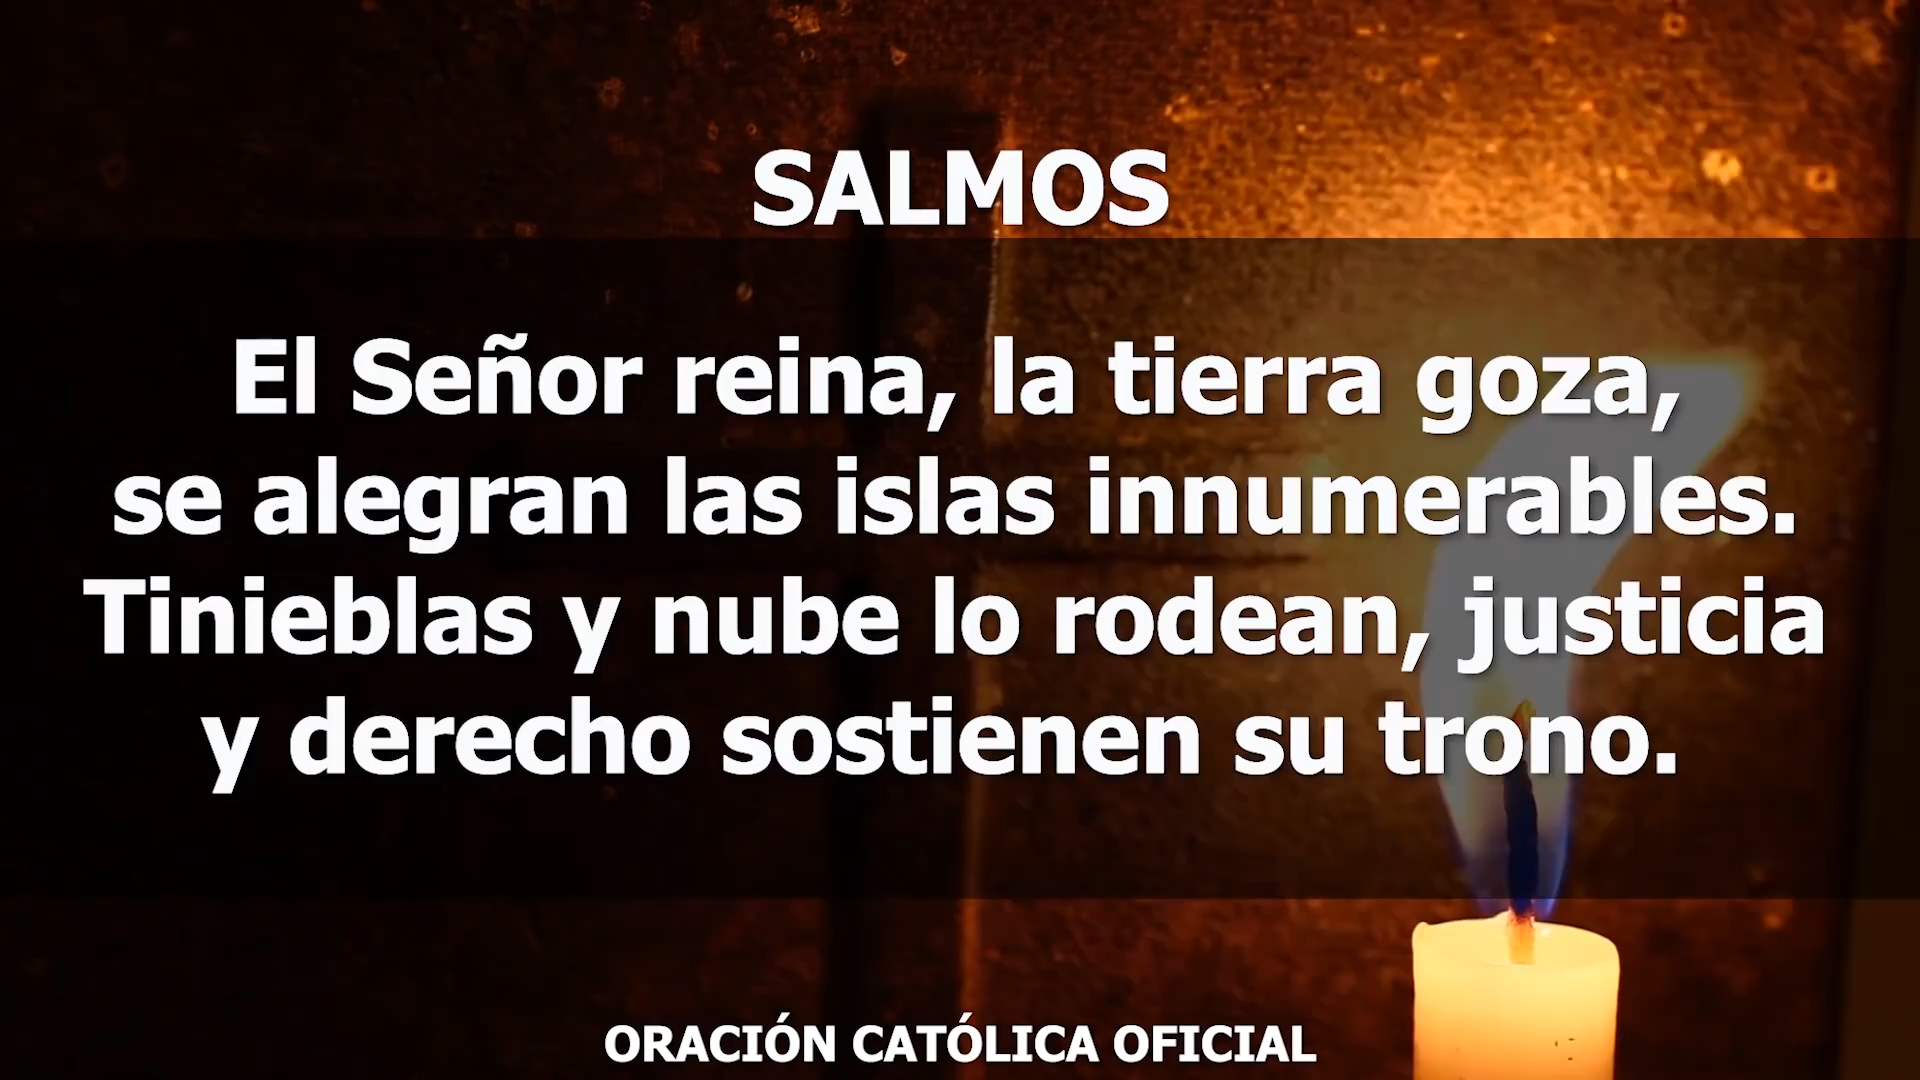 SALMOS
El Señor reina, la tierra goza,
se alegran las islas innumerables.
Tinieblas y nube lo rodean, justicia
y derecho sostienen su trono.
ORACIÓN CATÓLICA OFICIAL